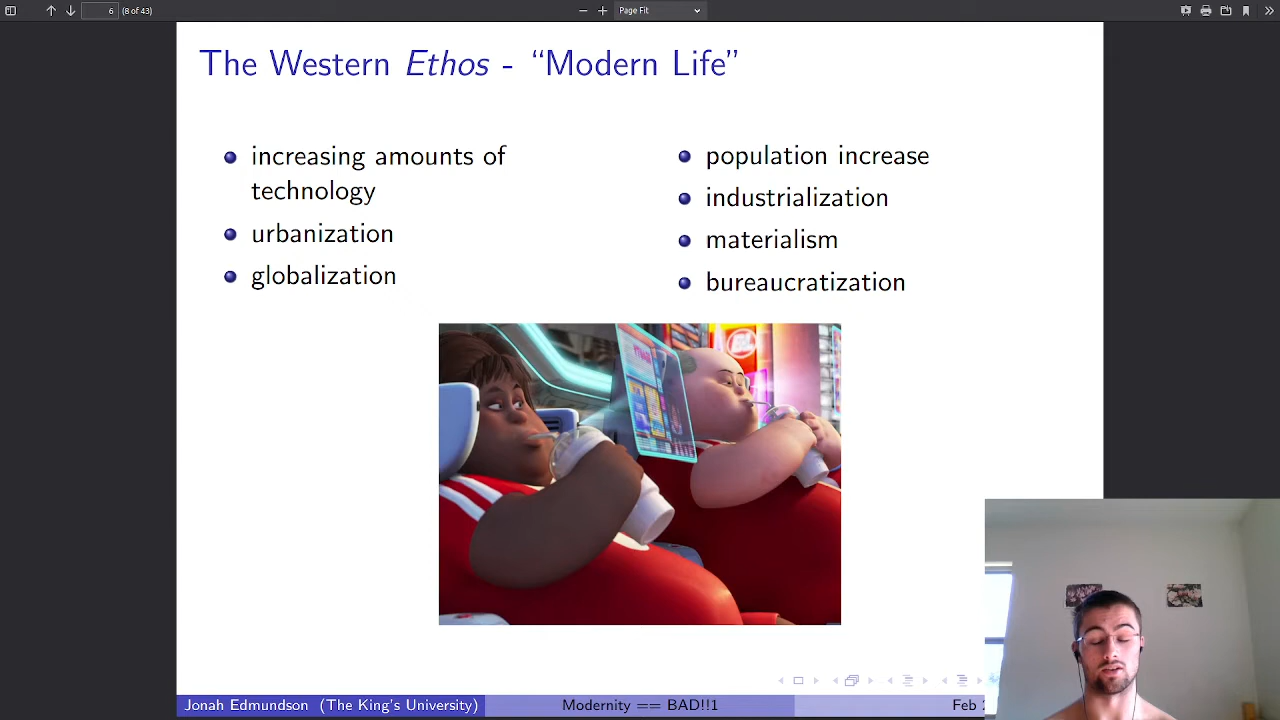 6 (8 of 43)
Page Fit
The Western Ethos - “Modern Life”
increasing amounts of
technology
urbanization
globalization
population increase
industrialization
materialism
bureaucratization
Jonah Edmundson (The King's University)
Modernity == BAD!!1
Feb